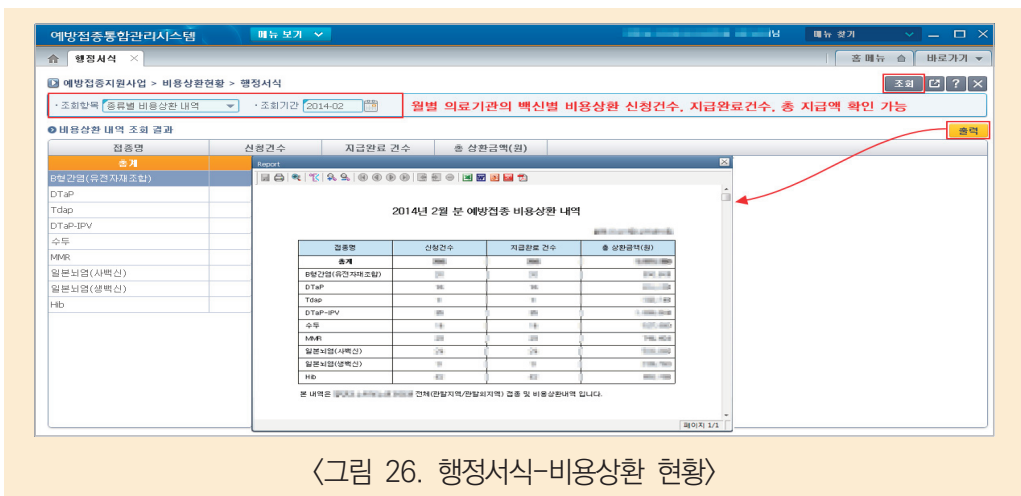 예방접종통합관리시스템 메뉴 보기 님 메뉴 찾기
행정서식 홈 메뉴 바로가기
예방접종지원사업 > 비용상환현황 > 행정서식 조회
조회항목 종류별 비용상환 내역 조회기간 2014-02 월별 의료기관의 백신별 비용상환 신청건수, 지급완료건수, 총 지급액 확인 가능
비용상환 내역 조회 결과 출력
접종명 신청건수 지급완료 건수 총 상환금액(원)
총계
B형간염(유전자재조합)
DTaP
Tdap
DTaP-IPV
수두
MMR
일본뇌염(사백신)
일본뇌염(생백신)
Hib
Report
2014년 2월 분 예방접종 비용상환 내역
접종명 신청건수 지급완료 건수 총 상환금액(원)
총계
B형간염(유전자재조합)
DTaP
Tdap
DTaP-IPV
수두
MMR
일본뇌염(사백신)
일본뇌염(생백신)
Hib
본 내역은 전체(관할지역/관할외지역) 접종 및 비용상환내역 입니다.
페이지 1/1
〈그림 26. 행정서식-비용상환 현황〉